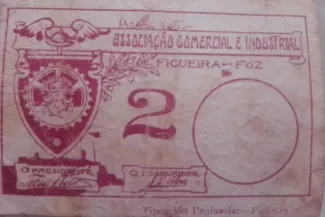 ASSOCIAÇÃO COMERCIAL E INDUSTRIAL
FIGUEIRA-FOZ
2
O PRESIDENTE,
O TESOUREIRO,
Tipografia Peninsular—Figueira